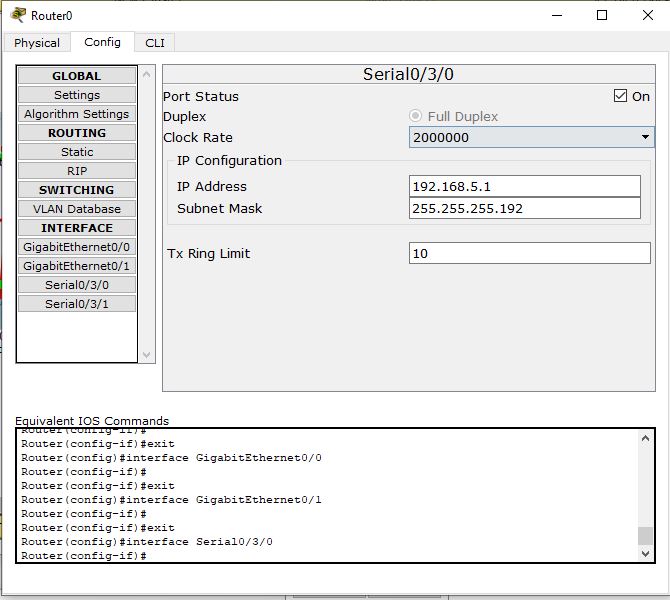 Router0
Physical Config CLI
GLOBAL
Settings
Algorithm Settings
ROUTING
Static
RIP
SWITCHING
VLAN Database
INTERFACE
GigabitEthernet0/0
GigabitEthernet0/1
Serial0/3/0
Serial0/3/1
Serial0/3/0
Port Status On
Duplex Full Duplex
Clock Rate 2000000
IP Configuration
IP Address 192.168.5.1
Subnet Mask 255.255.255.192
Tx Ring Limit 10
Equivalent IOS Commands
Router(config-if)#
Router(config-if)#exit
Router(config)#interface GigabitEthernet0/0
Router(config-if)#
Router(config-if)#exit
Router(config)#interface GigabitEthernet0/1
Router(config-if)#
Router(config-if)#exit
Router(config)#interface Serial0/3/0
Router(config-if)#